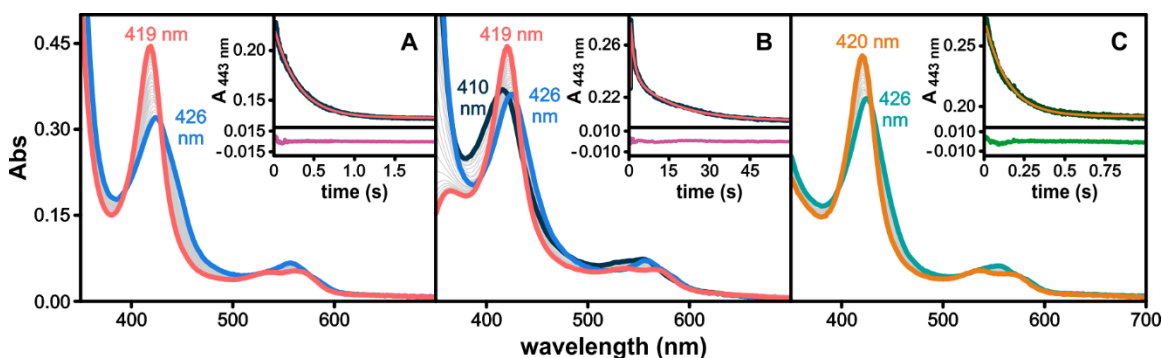 Abs
0.45
0.30
0.15
0.00
419 nm
426
nm
A
A 443 nm
0.20
0.15
0.015
-0.015
0 0.5 1.0 1.5
time (s)
400 500 600
419 nm
410
nm
426
nm
B
A 443 nm
0.26
0.22
0.010
-0.010
0 15 30 45
time (s)
400 500 600
420 nm
426
nm
C
A 443 nm
0.25
0.20
0.010
-0.010
0 0.25 0.5 0.75
time (s)
400 500 600 700
wavelength (nm)